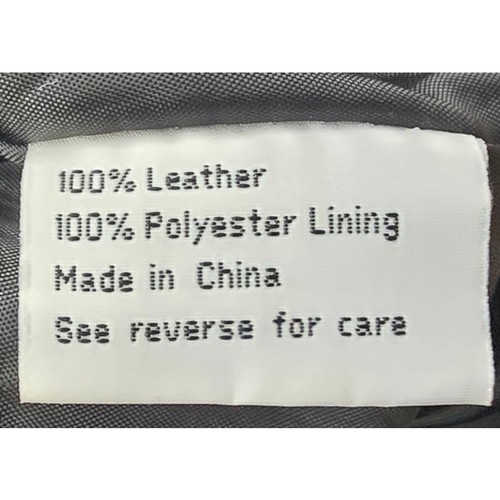 100% Leather
100% Polyester Lining
Made in China
See reverse for care